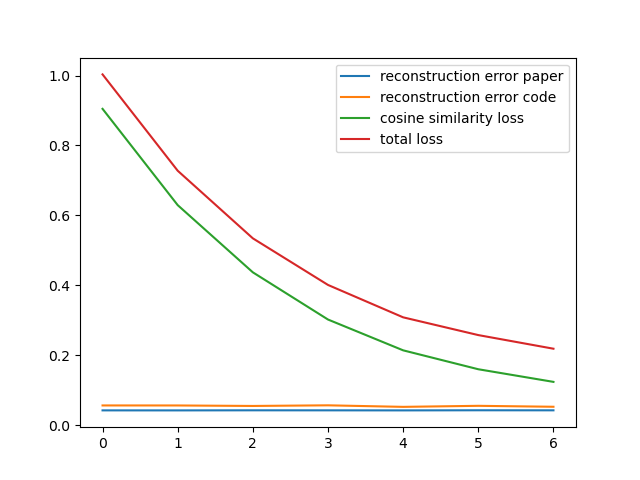 reconstruction error paper
reconstruction error code
cosine similarity loss
total loss
1.0
0.8
0.6
0.4
0.2
0.0
0 1 2 3 4 5 6